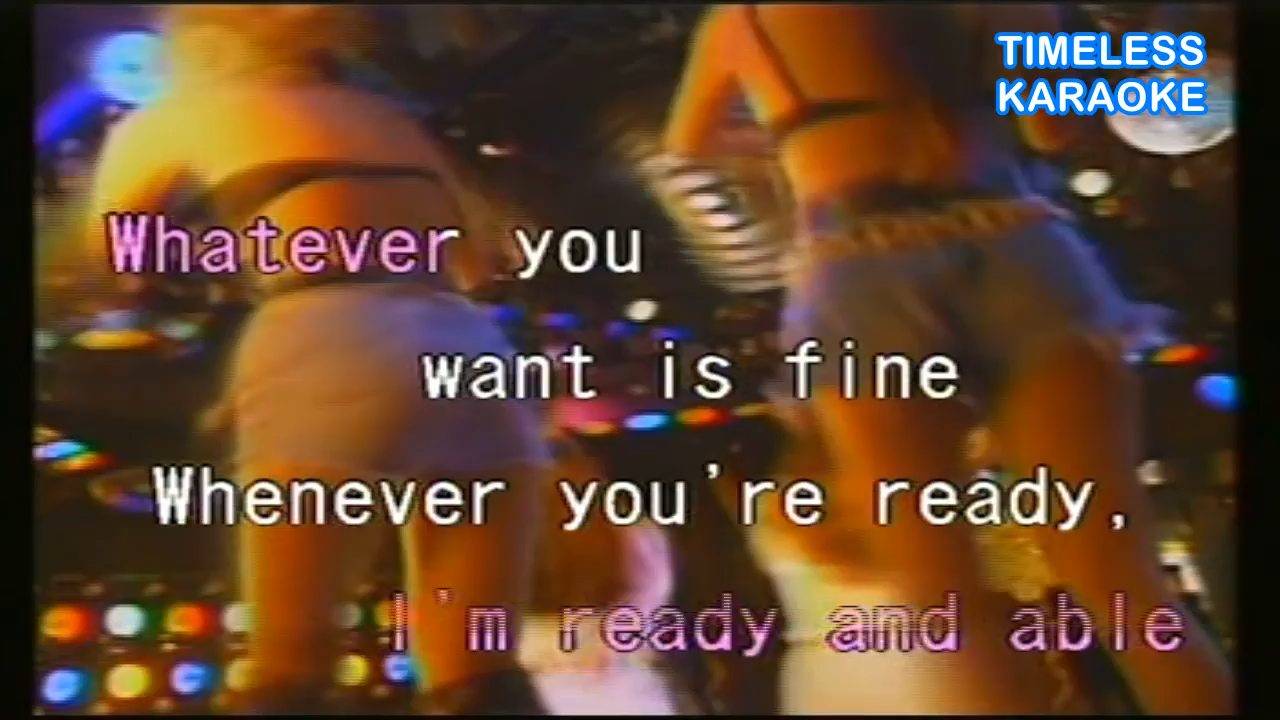 TIMELESS
KARAOKE
Whatever you
want is fine
Whenever you're ready,
I'm ready and able